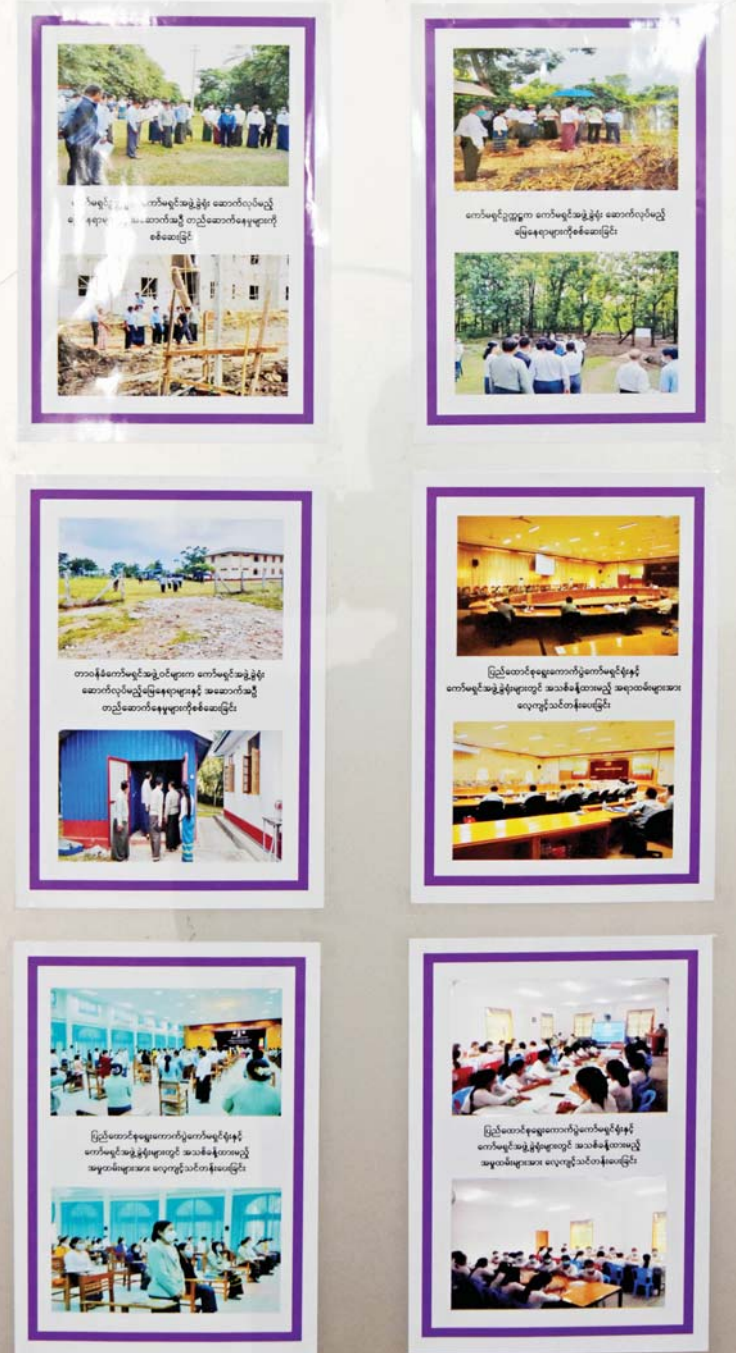 ကော်မရှင်အဖွဲ့ခွဲရုံး ဆောက်လုပ်မည့်
အဆောက်အဦ တည်ဆောက်နေမှုများကို
စစ်ဆေးခြင်း
ကော်မရှင်ဥက္ကဋ္ဌက ကော်မရှင်အဖွဲ့ခွဲရုံး ဆောက်လုပ်မည့်
မြေနေရာများကိုစစ်ဆေးခြင်း
တာဝန်ခံကော်မရှင်အဖွဲ့ဝင်များက ကော်မရှင်အဖွဲ့ခွဲရုံး
ဆောက်လုပ်မည့်မြေနေရာများနှင့် အဆောက်အဦ
တည်ဆောက်နေမှုများကိုစစ်ဆေးခြင်း
ပြည်ထောင်စုရွေးကောက်ပွဲကော်မရှင်ရုံးနှင့်
ကော်မရှင်အဖွဲ့ခွဲရုံးများတွင် အသစ်ခန့်ထားမည့် အရာထမ်းများအား
လေ့ကျင့်သင်တန်းပေးခြင်း
ပြည်ထောင်စုရွေးကောက်ပွဲကော်မရှင်ရုံးနှင့်
ကော်မရှင်အဖွဲ့ခွဲရုံးများတွင် အသစ်ခန့်ထားမည့်
အမှုထမ်းများအား လေ့ကျင့်သင်တန်းပေးခြင်း
ပြည်ထောင်စုရွေးကောက်ပွဲကော်မရှင်ရုံးနှင့်
ကော်မရှင်အဖွဲ့ခွဲရုံးများတွင် အသစ်ခန့်ထားမည့်
အမှုထမ်းများအား လေ့ကျင့်သင်တန်းပေးခြင်း